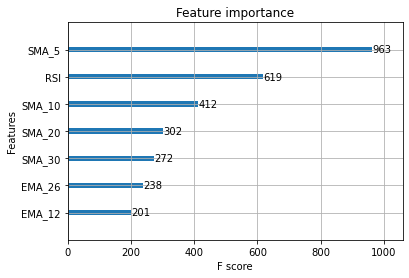 Feature importance
Features
SMA_5 963
RSI 619
SMA_10 412
SMA_20 302
SMA_30 272
EMA_26 238
EMA_12 201
0 200 400 600 800 1000
F score